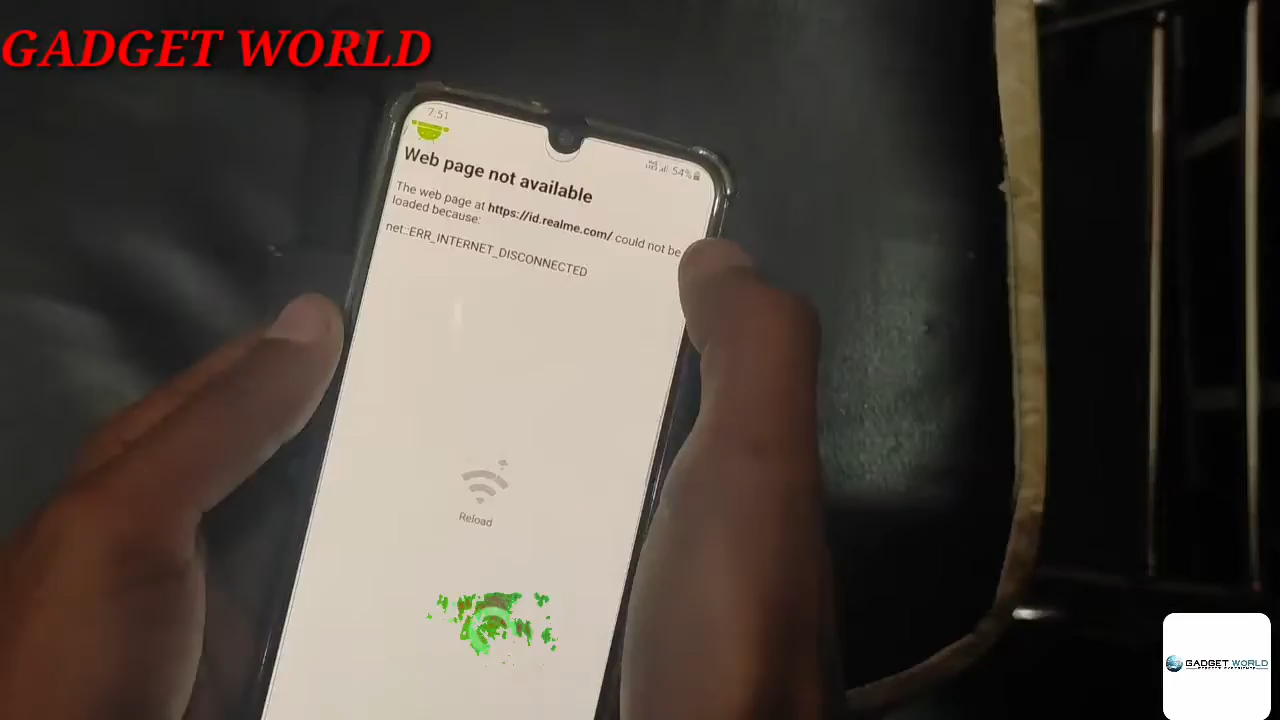 GADGET WORLD
7:51
54%
Web page not available
The web page at https://id.realme.com/ could not be
loaded because:
net::ERR_INTERNET_DISCONNECTED
Reload
GADGET WORLD